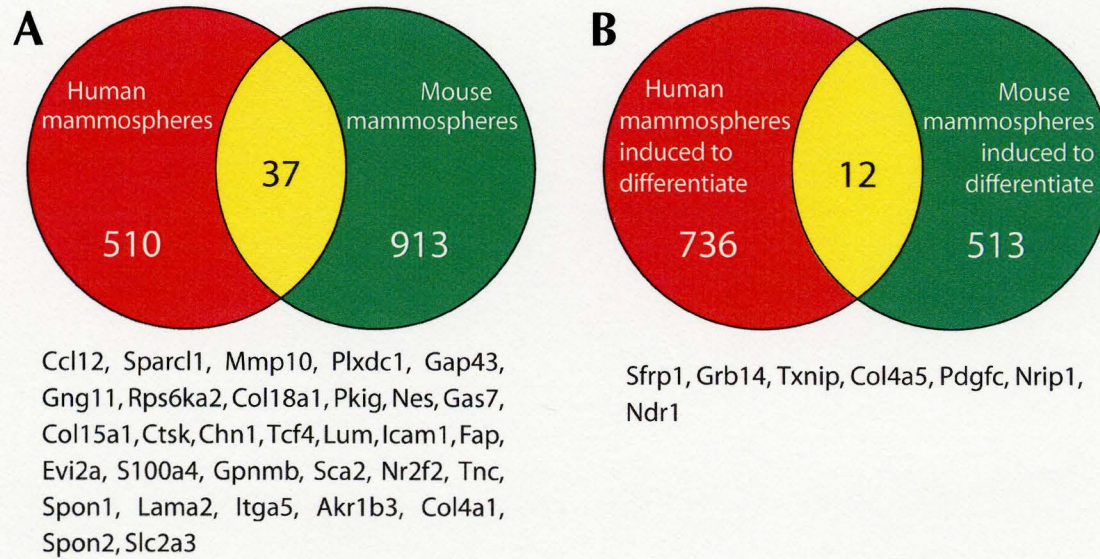 A
Human
mammospheres
510
37
Mouse
mammospheres
913
Ccl12, Sparcl1, Mmp10, Plxdc1, Gap43,
Gng11, Rps6ka2, Col18a1, Pkig, Nes, Gas7,
Col15a1, Ctsk, Chn1, Tcf4, Lum, Icam1, Fap,
Evi2a, S100a4, Gpnmb, Sca2, Nr2f2, Tnc,
Spon1, Lama2, Itga5, Akr1b3, Col4a1,
Spon2, Slc2a3
B
Human
mammospheres
induced to
differentiate
736
12
Mouse
mammospheres
induced to
differentiate
513
Sfrp1, Grb14, Txnip, Col4a5, Pdgfc, Nrip1,
Ndr1